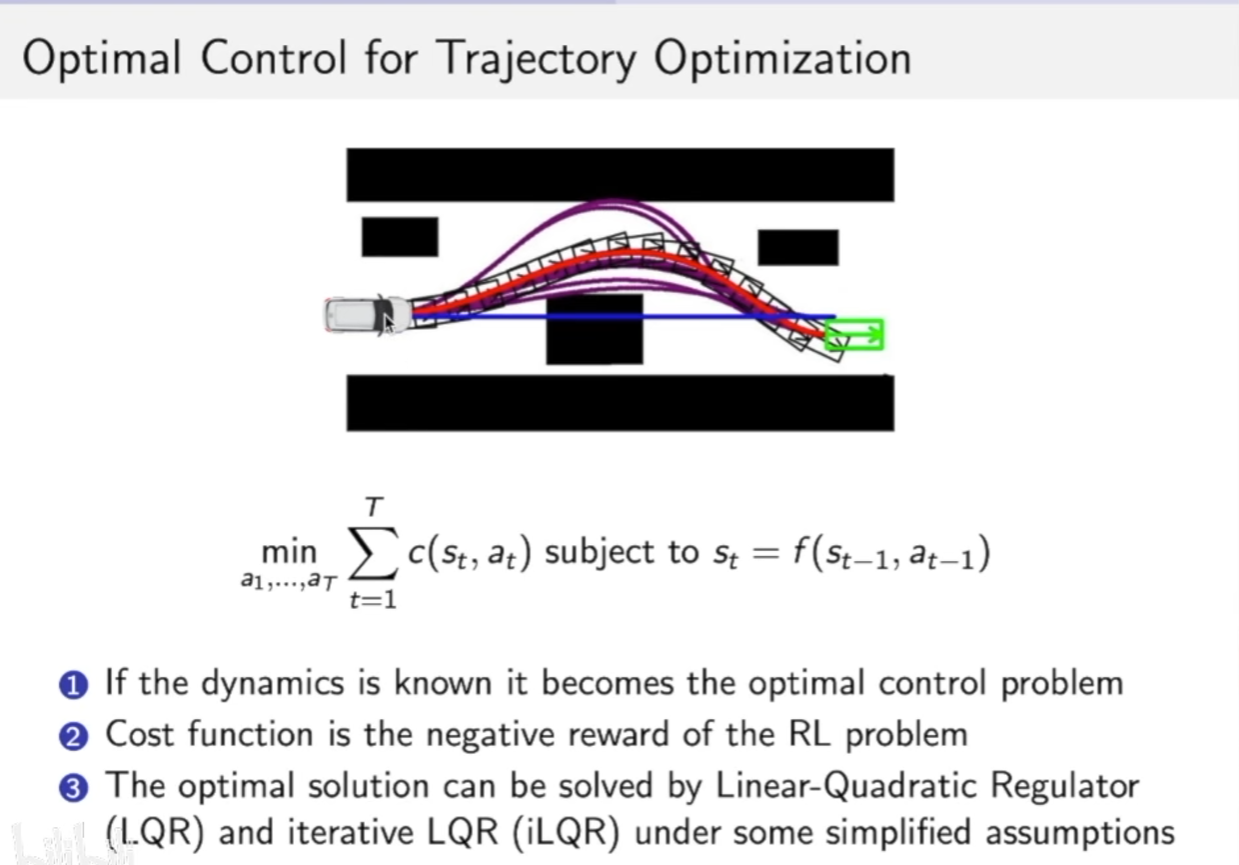 Optimal Control for Trajectory Optimization
min_{a_1,...,a_T} \sum_{t=1}^{T} c(s_t, a_t) subject to s_t = f(s_{t-1}, a_{t-1})
1 If the dynamics is known it becomes the optimal control problem
2 Cost function is the negative reward of the RL problem
3 The optimal solution can be solved by Linear-Quadratic Regulator
(LQR) and iterative LQR (iLQR) under some simplified assumptions